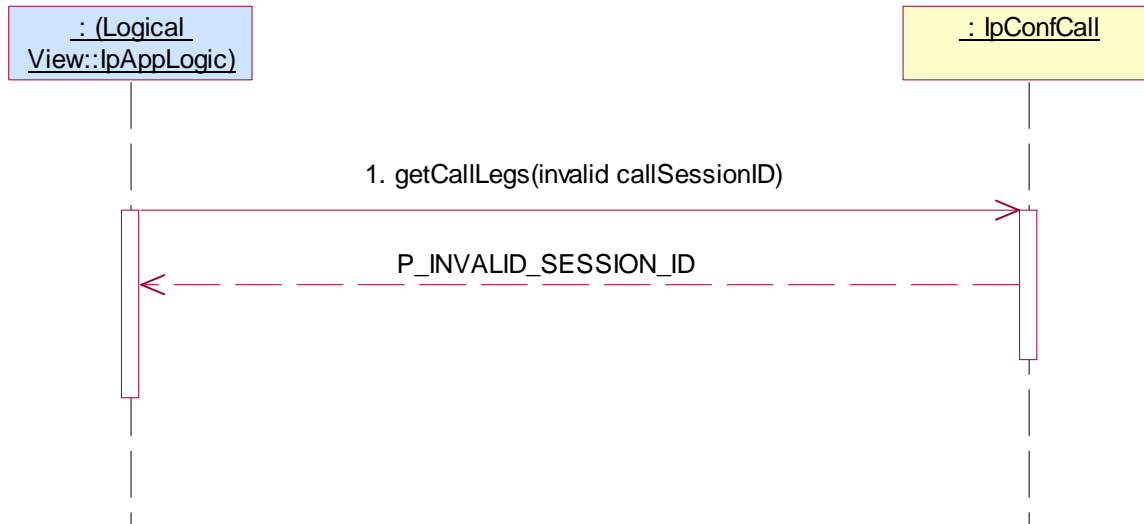 : (Logical
View::IpAppLogic)
: IpConfCall
1. getCallLegs(invalid callSessionID)
P_INVALID_SESSION_ID